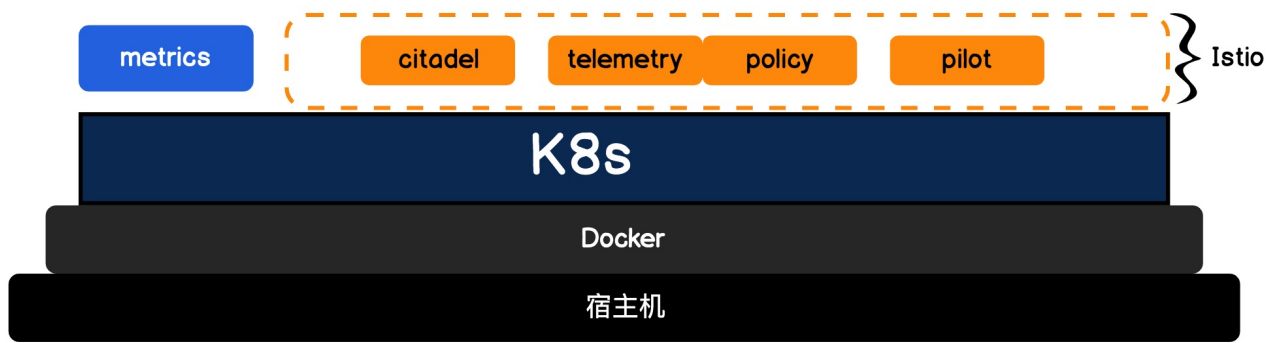 metrics
citadel
telemetry
policy
pilot
Istio
K8s
Docker
宿主机